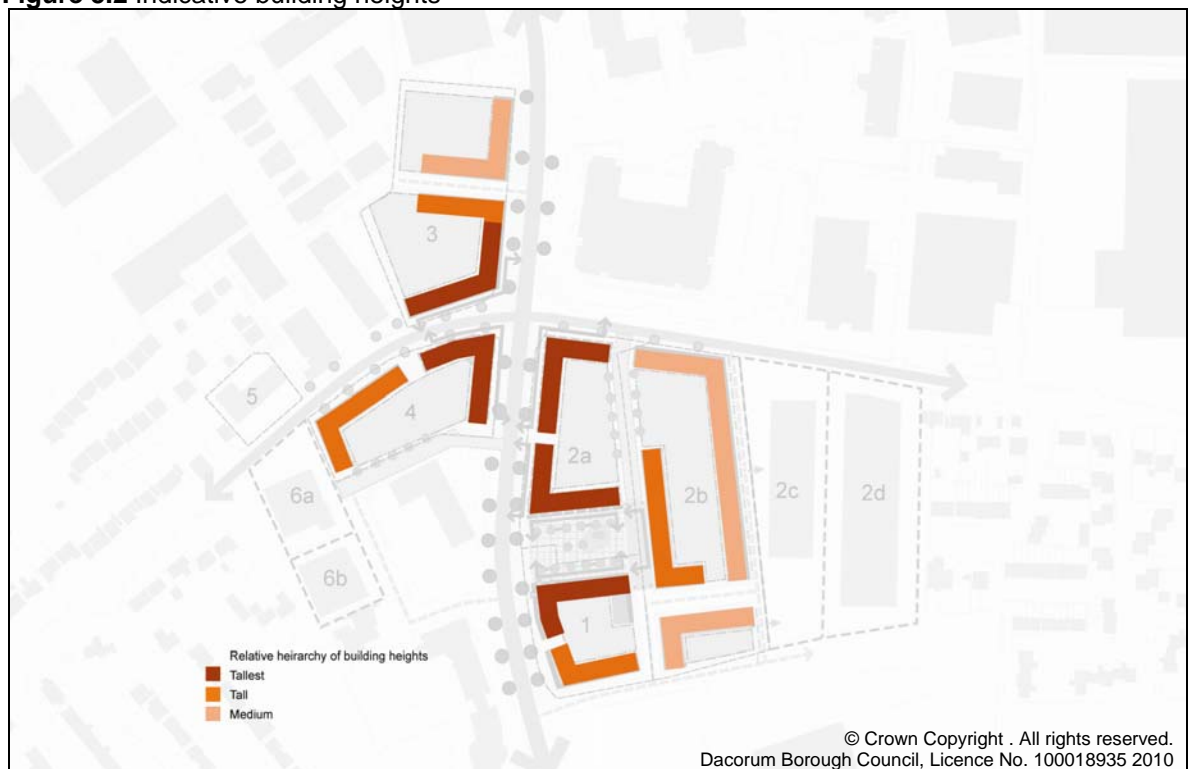 Figure 3.2 Indicative building heights
3
5
4
2a
2b
2c
2d
6a
6b
1
Relative heirarchy of building heights
Tallest
Tall
Medium
© Crown Copyright . All rights reserved.
Dacorum Borough Council, Licence No. 100018935 2010